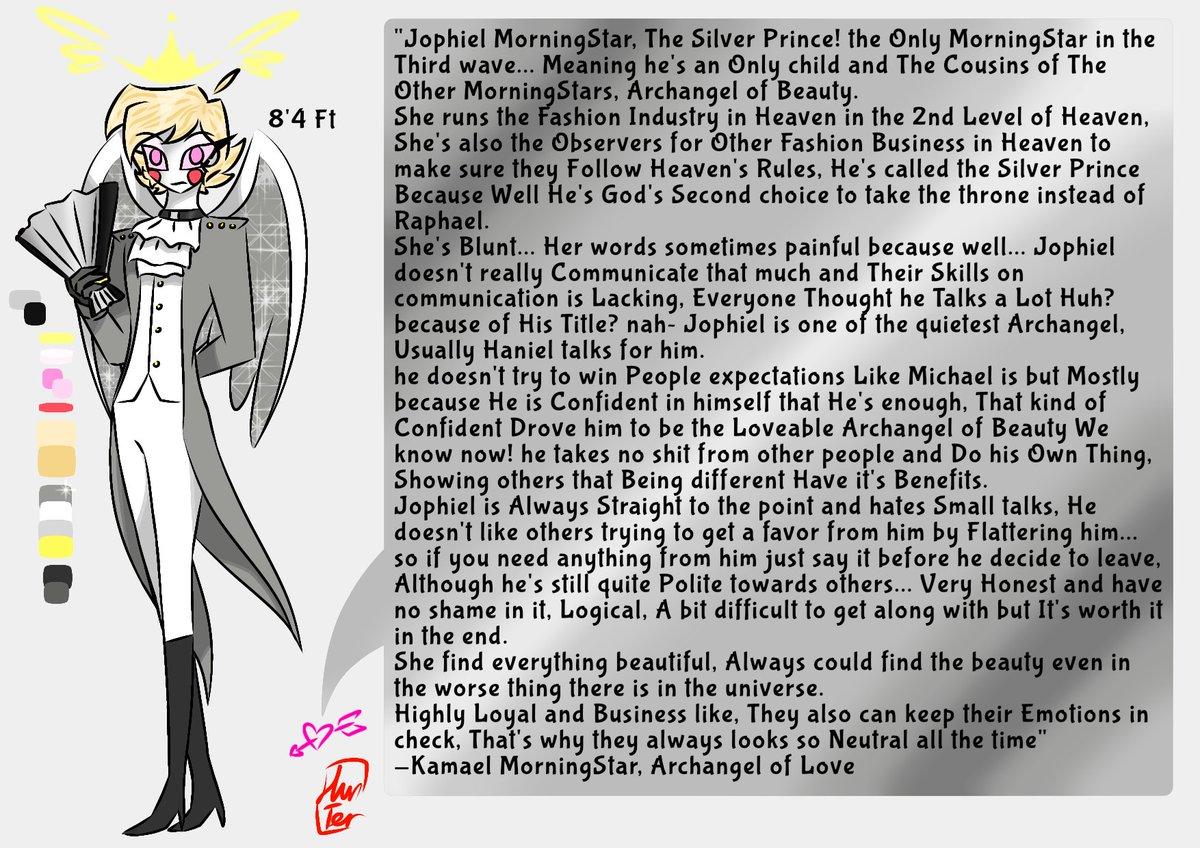 8'4 Ft
"Jophiel MorningStar, The Silver Prince! the Only MorningStar in the
Third wave... Meaning he's an Only child and The Cousins of The
Other MorningStars, Archangel of Beauty.
She runs the Fashion Industry in Heaven in the 2nd Level of Heaven,
She's also the Observers for Other Fashion Business in Heaven to
make sure they Follow Heaven's Rules, He's called the Silver Prince
Because Well He's God's Second choice to take the throne instead of
Raphael.
She's Blunt... Her words sometimes painful because well... Jophiel
doesn't really Communicate that much and Their Skills on
communication is Lacking, Everyone Thought he Talks a Lot Huh?
because of His Title? nah- Jophiel is one of the quietest Archangel,
Usually Haniel talks for him.
he doesn't try to win People expectations Like Michael is but Mostly
because He is Confident in himself that He's enough, That kind of
Confident Drove him to be the Loveable Archangel of Beauty We
know now! he takes no shit from other people and Do his Own Thing,
Showing others that Being different Have it's Benefits.
Jophiel is Always Straight to the point and hates Small talks, He
doesn't like others trying to get a favor from him by Flattering him...
so if you need anything from him just say it before he decide to leave,
Although he's still quite Polite towards others... Very Honest and have
no shame in it, Logical, A bit difficult to get along with but It's worth it
in the end.
She find everything beautiful, Always could find the beauty even in
the worse thing there is in the universe.
Highly Loyal and Business like, They also can keep their Emotions in
check, That's why they always looks so Neutral all the time"
-Kamael MorningStar, Archangel of Love